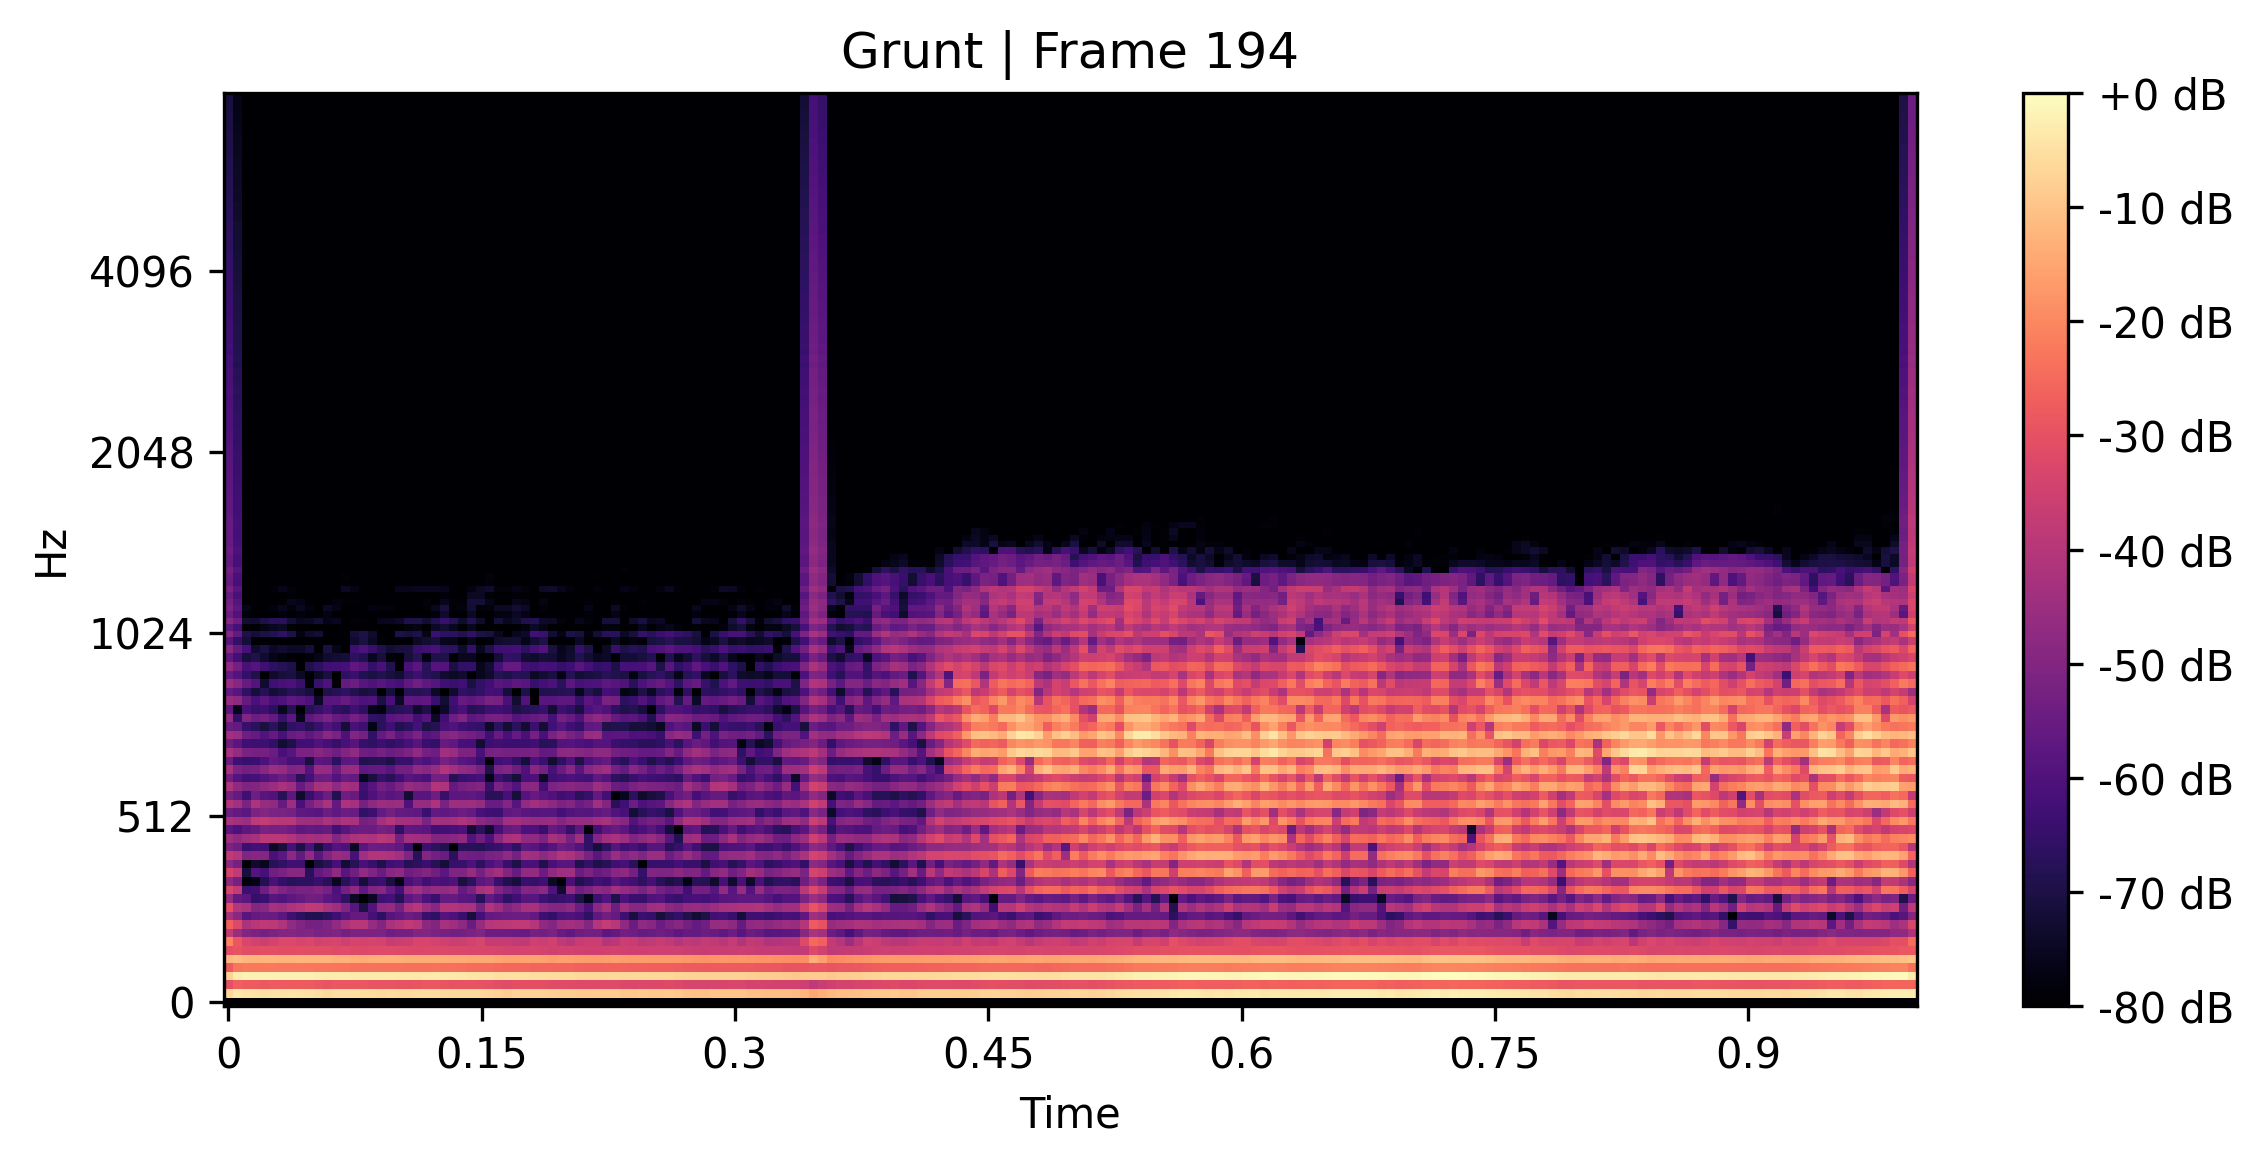 Grunt | Frame 194
Hz
4096
2048
1024
512
0
0
0.15
0.3
0.45
0.6
0.75
0.9
Time
+0 dB
-10 dB
-20 dB
-30 dB
-40 dB
-50 dB
-60 dB
-70 dB
-80 dB